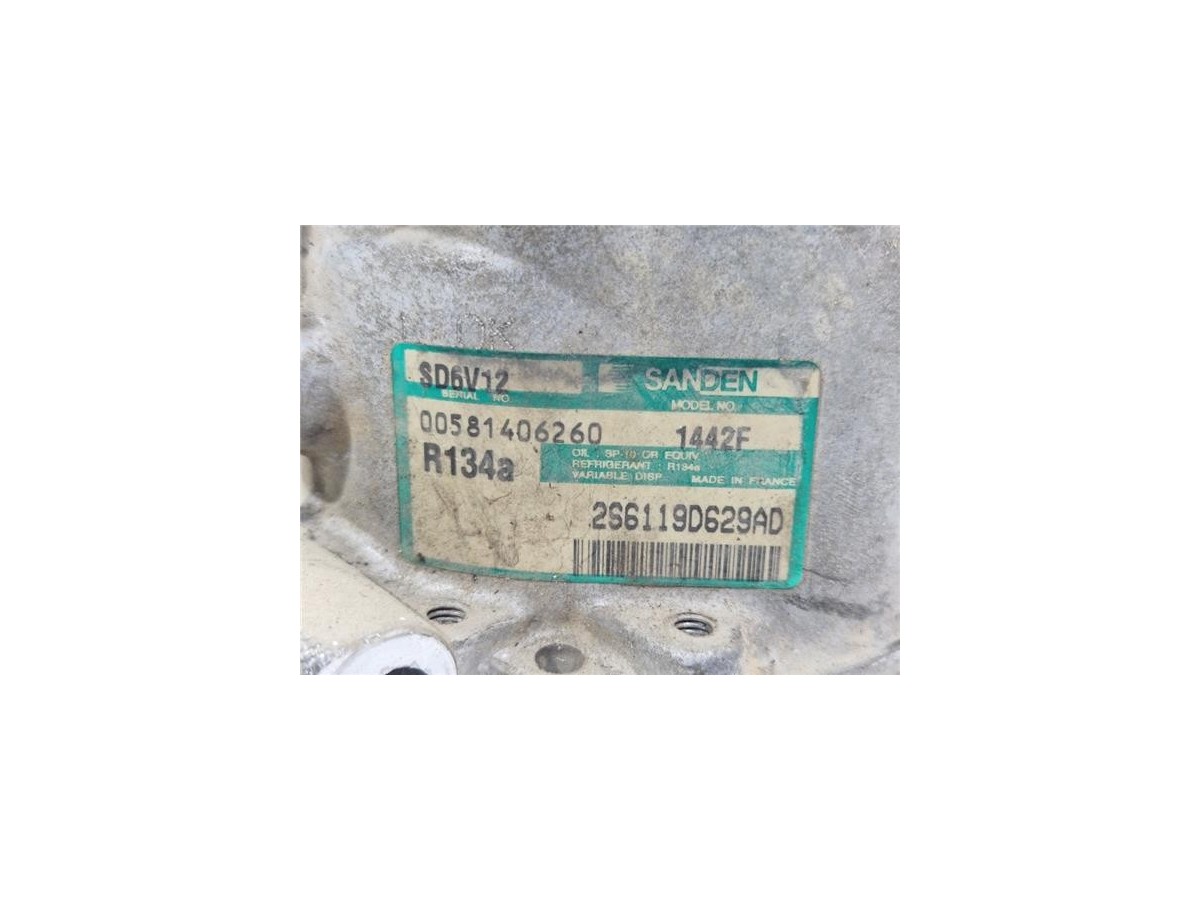 SD6V12 SANDEN
SERIAL NO. MODEL NO.
00581406260 1442F
R134a
OIL : SP-10 OR EQUIV
REFRIGERANT : R134a
VARIABLE DISP. MADE IN FRANCE
2S6119D629AD